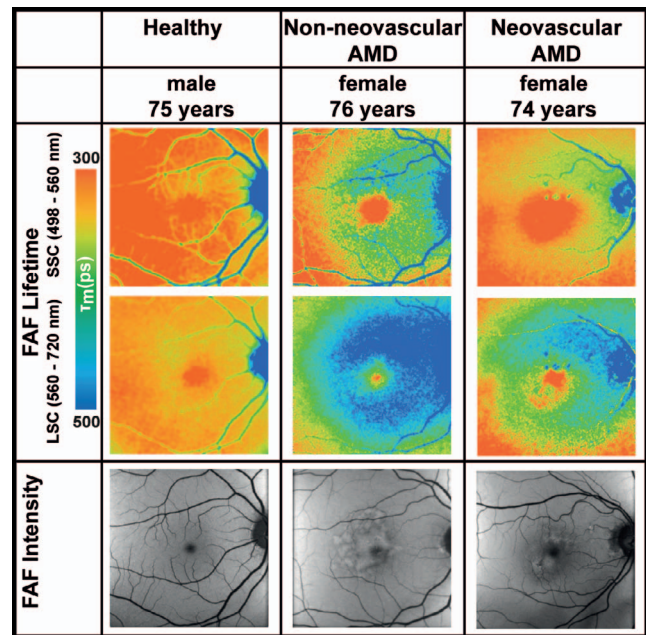 Healthy
Non-neovascular
AMD
Neovascular
AMD
male
75 years
female
76 years
female
74 years
FAF Lifetime
SSC (498 - 560 nm)
LSC (560 - 720 nm)
300
τm(ps)
500
FAF Intensity